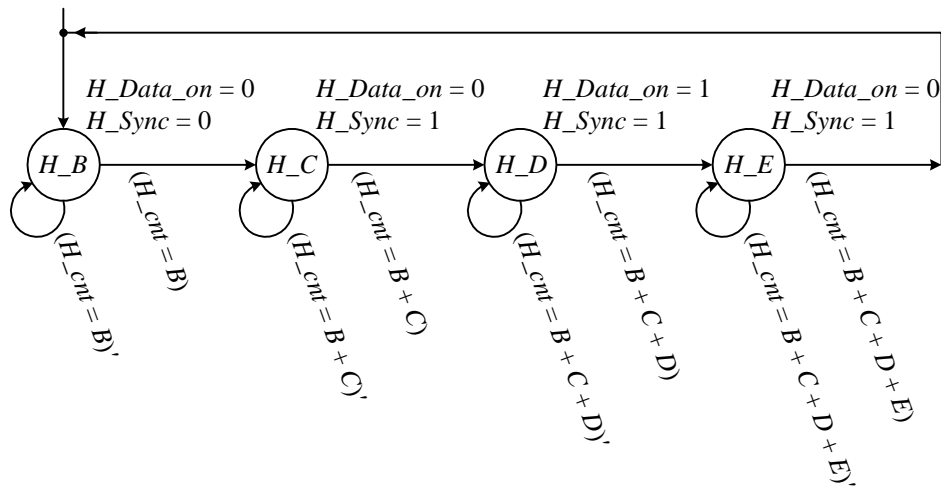 H_Data_on = 0
H_Sync = 0
H_Data_on = 0
H_Sync = 1
H_Data_on = 1
H_Sync = 1
H_Data_on = 0
H_Sync = 1
H_B
H_C
H_D
H_E
(H_cnt = B)
(H_cnt = B + C)
(H_cnt = B + C + D)
(H_cnt = B + C + D + E)
(H_cnt = B)'
(H_cnt = B + C)'
(H_cnt = B + C + D)'
(H_cnt = B + C + D + E)'